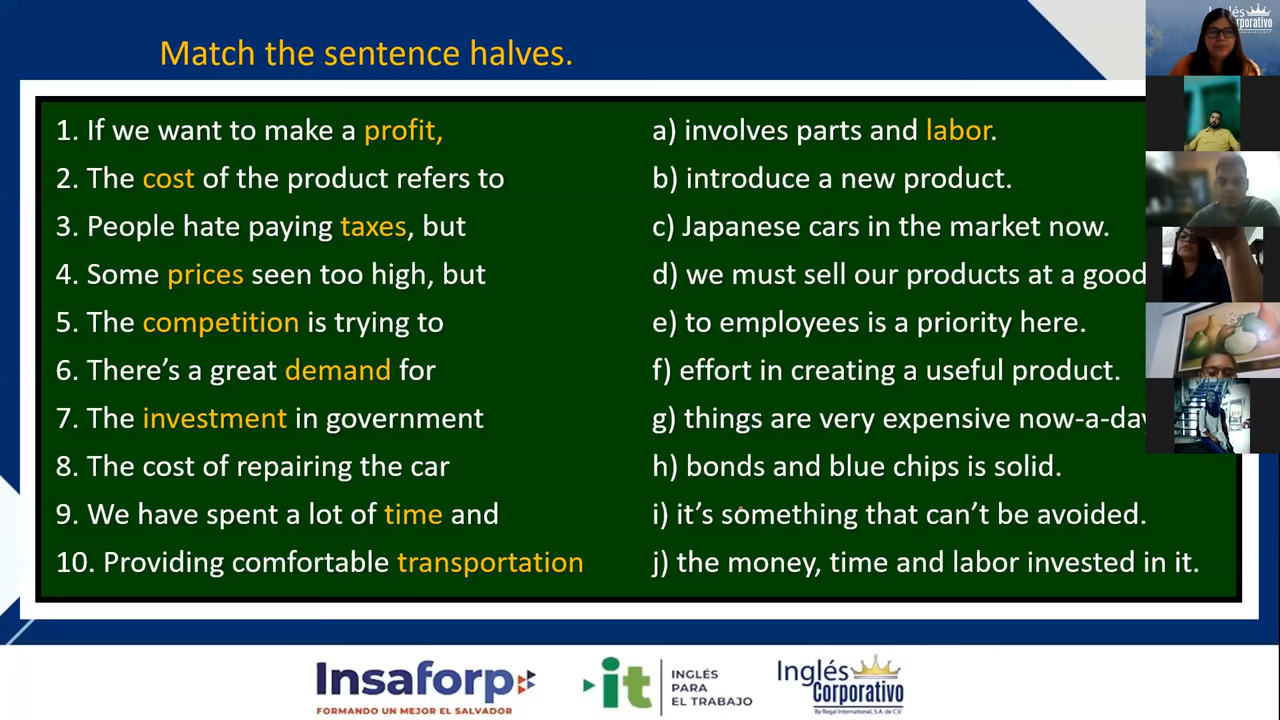 Match the sentence halves.
1. If we want to make a profit,
2. The cost of the product refers to
3. People hate paying taxes, but
4. Some prices seen too high, but
5. The competition is trying to
6. There's a great demand for
7. The investment in government
8. The cost of repairing the car
9. We have spent a lot of time and
10. Providing comfortable transportation
a) involves parts and labor.
b) introduce a new product.
c) Japanese cars in the market now.
d) we must sell our products at a good
e) to employees is a priority here.
f) effort in creating a useful product.
g) things are very expensive now-a-day
h) bonds and blue chips is solid.
i) it's something that can't be avoided.
j) the money, time and labor invested in it.
Insaforp
FORMANDO UN MEJOR EL SALVADOR
it
INGLÉS
PARA
EL TRABAJO
Inglés
Corporativo
By Regal International, S.A. de C.V.